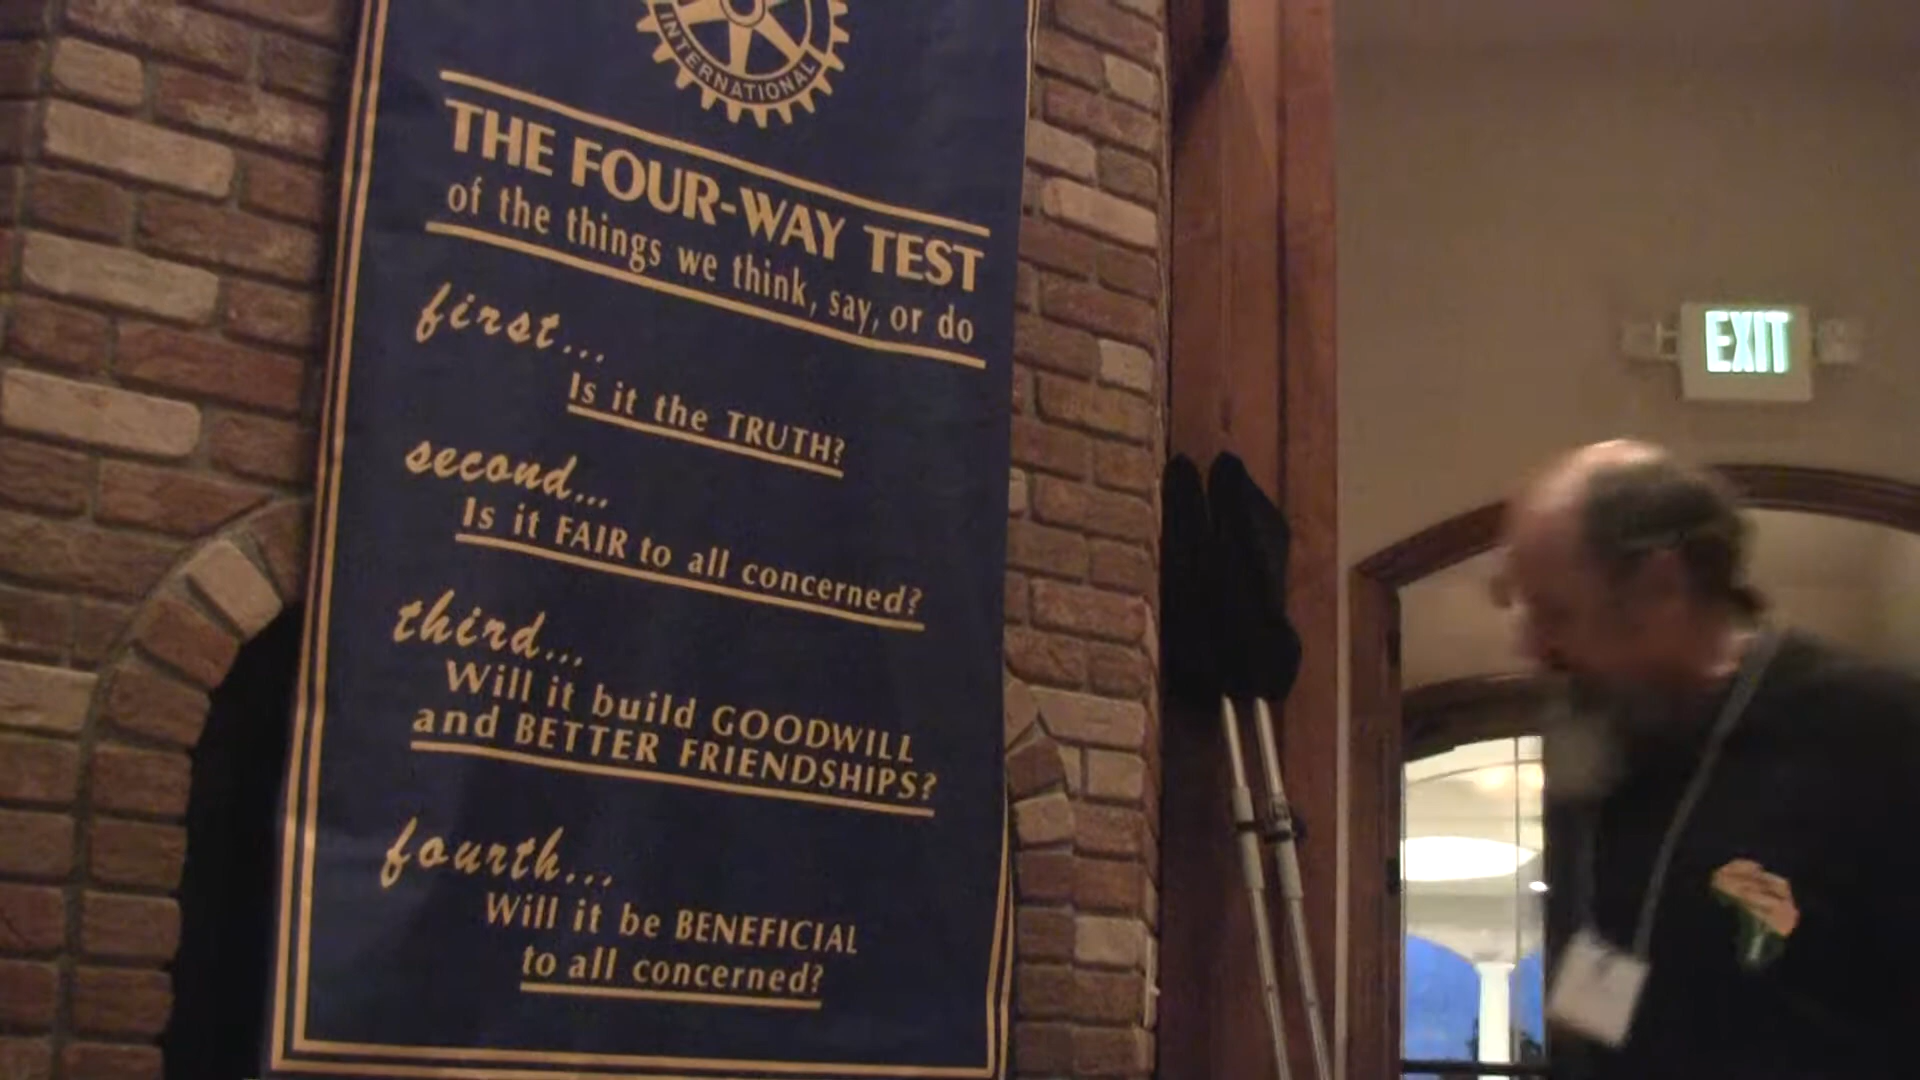 INTERNATIONAL
THE FOUR-WAY TEST
of the things we think, say, or do
first...
Is it the TRUTH?
second...
Is it FAIR to all concerned?
third...
Will it build GOODWILL
and BETTER FRIENDSHIPS?
fourth...
Will it be BENEFICIAL
to all concerned?
EXIT